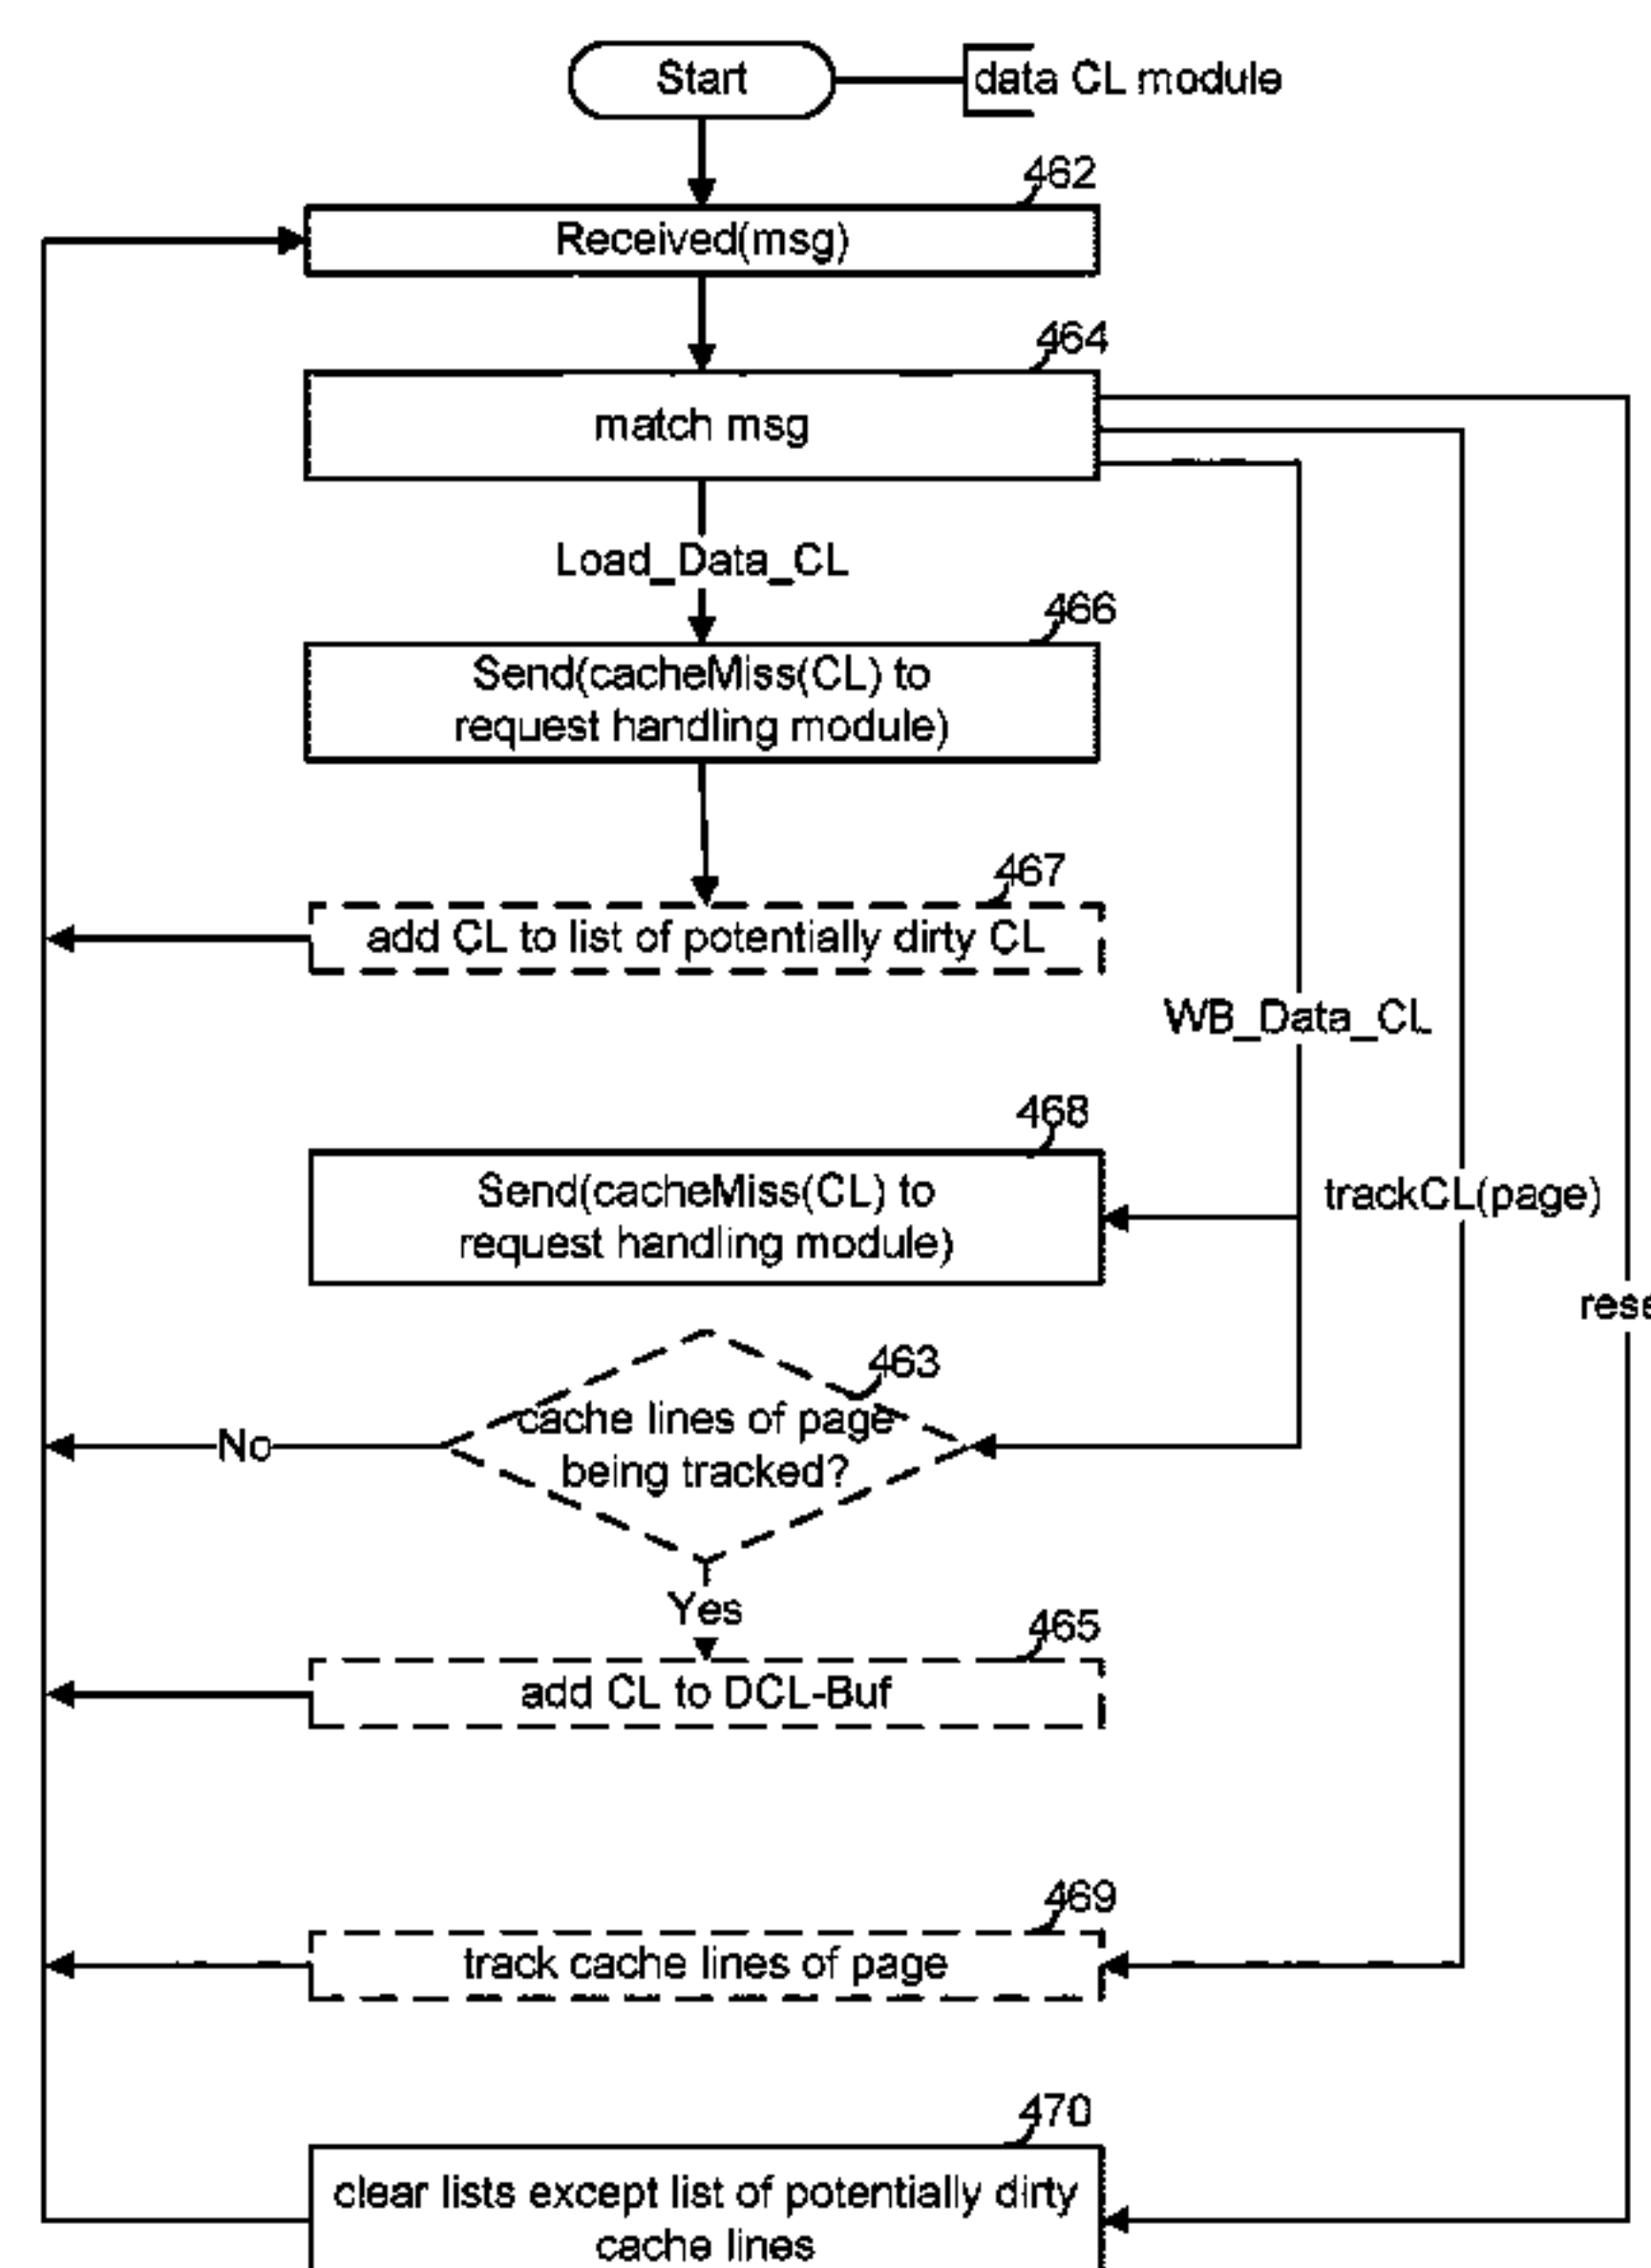 Start
data CL module
462
Received(msg)
464
match msg
Load_Data_CL
466
Send(cacheMiss(CL) to
request handling module)
467
add CL to list of potentially dirty CL
WB_Data_CL
468
Send(cacheMiss(CL) to
request handling module)
trackCL(page)
rese
463
cache lines of page
being tracked?
No
Yes
465
add CL to DCL-Buf
469
track cache lines of page
470
clear lists except list of potentially dirty
cache lines